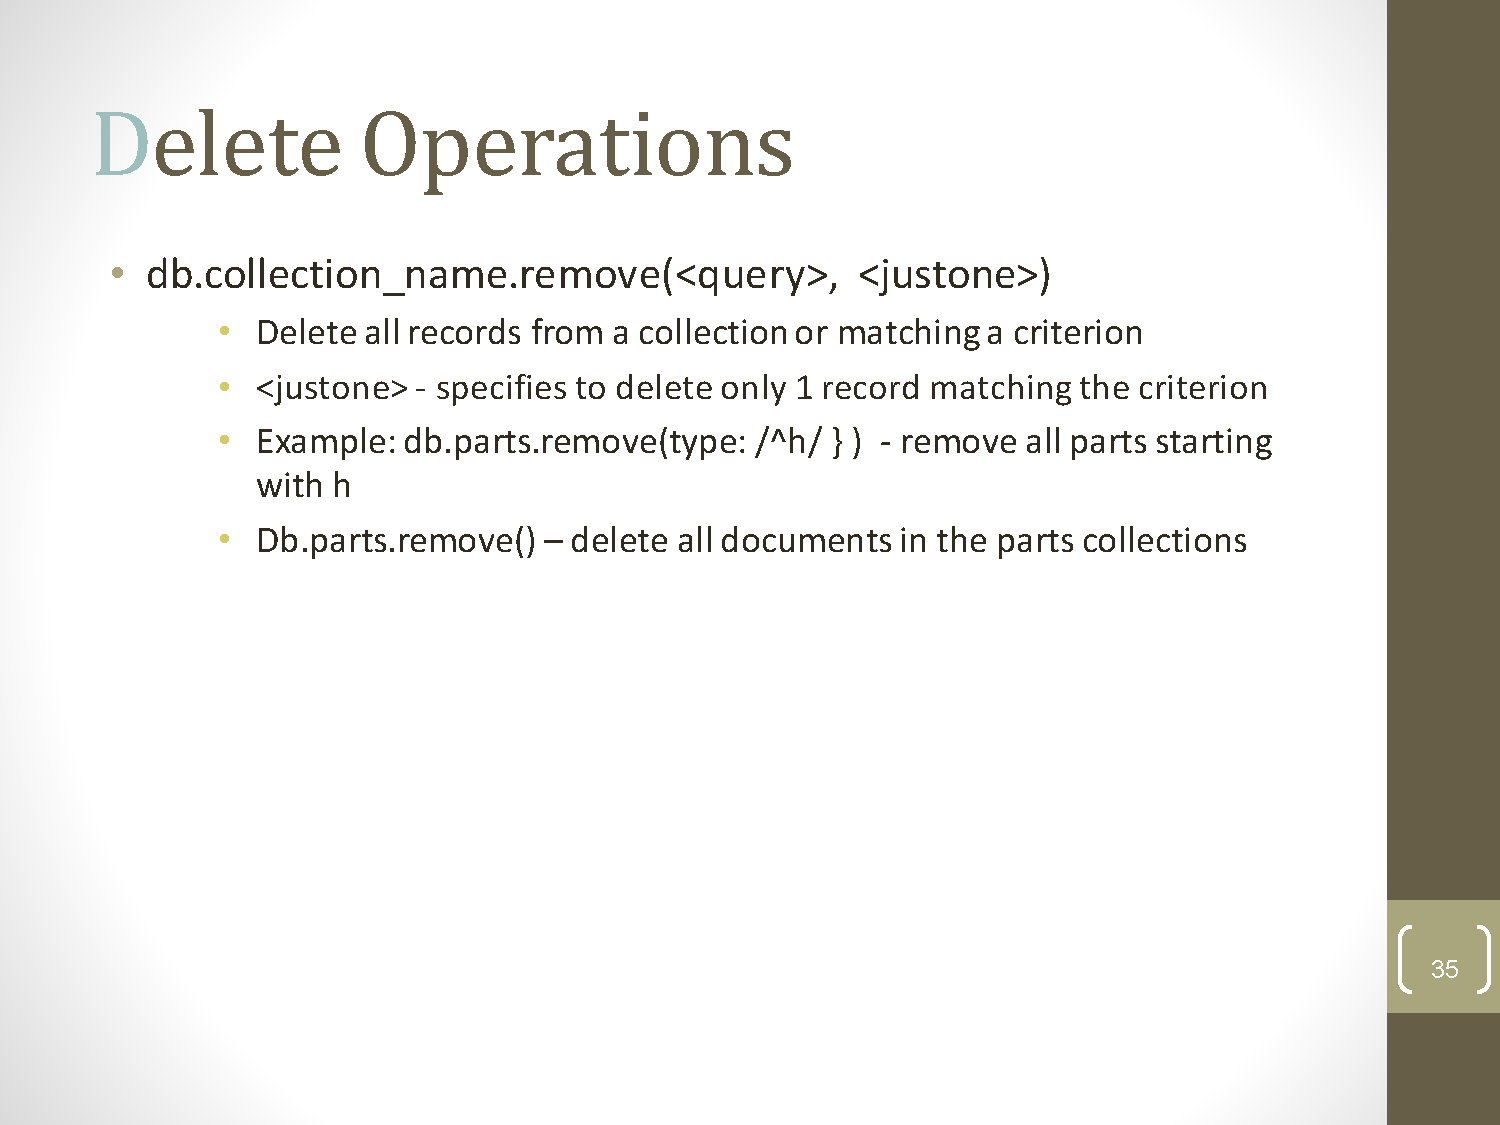 Delete Operations
• db.collection_name.remove(<query>, <justone>)
• Delete all records from a collection or matching a criterion
• <justone> - specifies to delete only 1 record matching the criterion
• Example: db.parts.remove(type: /^h/ } ) - remove all parts starting
with h
• Db.parts.remove() – delete all documents in the parts collections
35